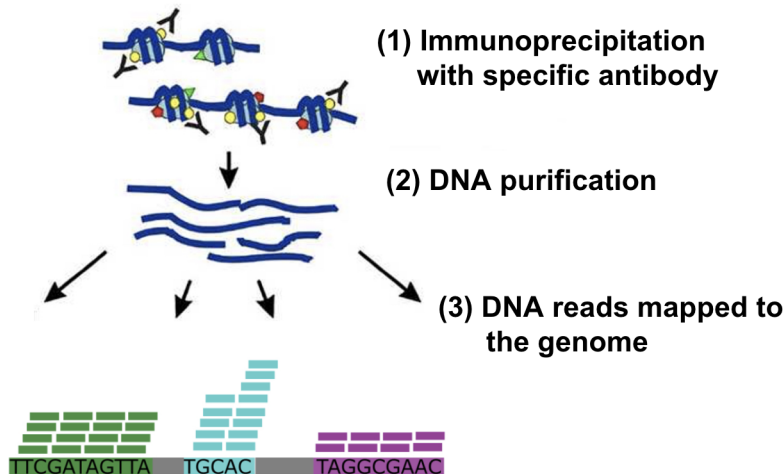 (1) Immunoprecipitation
with specific antibody
(2) DNA purification
(3) DNA reads mapped to
the genome
TTCGATAGTTA TGCAC TAGGCGAAC